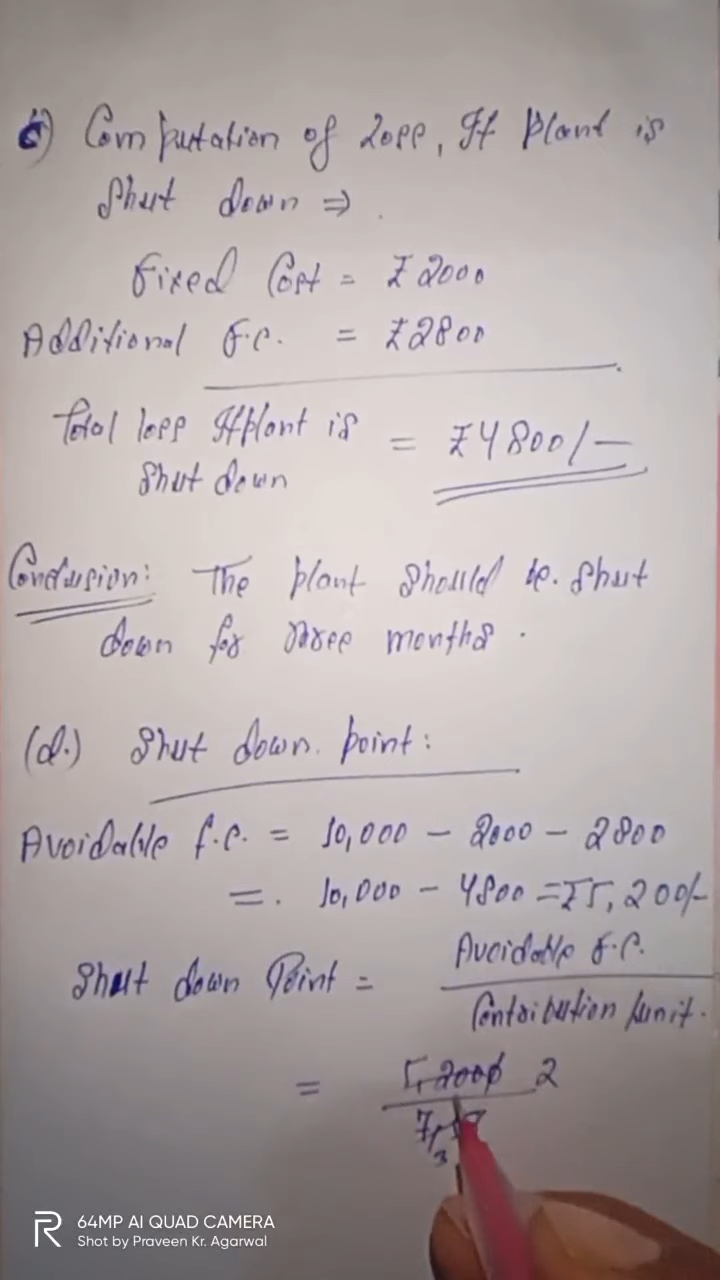 c) Computation of Loss, If Plant is
Shut down ⇒
Fixed Cost = ₹2000
Additional F.C. = ₹2800
Total loss If plant is = ₹4800/-
Shut down
Conclusion: The plant should be shut
down for three months.
(d.) Shut down point:
Avoidable f.c. = 10,000 - 2000 - 2800
=. 10,000 - 4800 = ₹5,200/-
Shut down Point = Avoidable F.C.
Contribution/unit.
= 5,200 2
64MP AI QUAD CAMERA
Shot by Praveen Kr. Agarwal